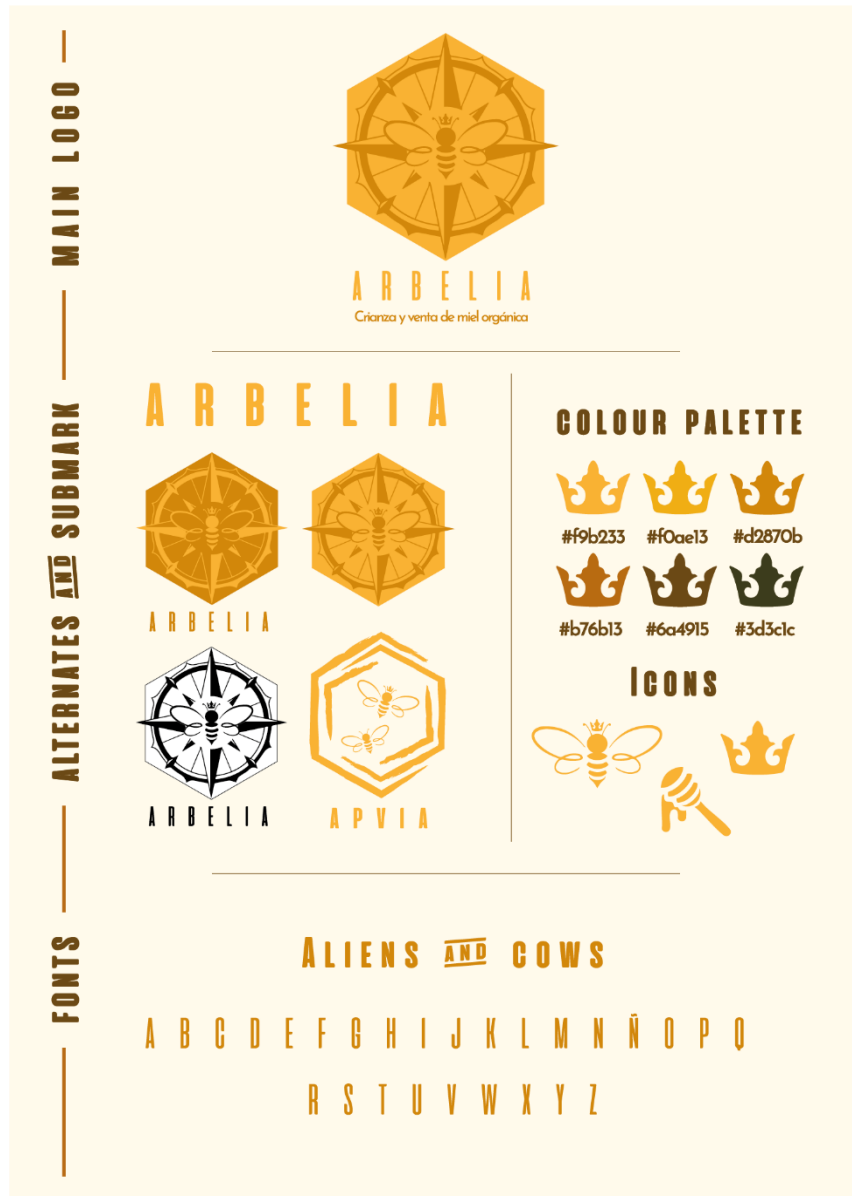 MAIN LOGO
ARBELIA
Crianza y venta de miel orgánica
ALTERNATES AND SUBMARK
ARBELIA
ARBELIA
ARBELIA
APVIA
COLOUR PALETTE
#f9b233 #f0ae13 #d2870b
#b76b13 #6a4915 #3d3c1c
ICONS
FONTS
ALIENS AND COWS
A B C D E F G H I J K L M N Ñ O P Q
R S T U V W X Y Z